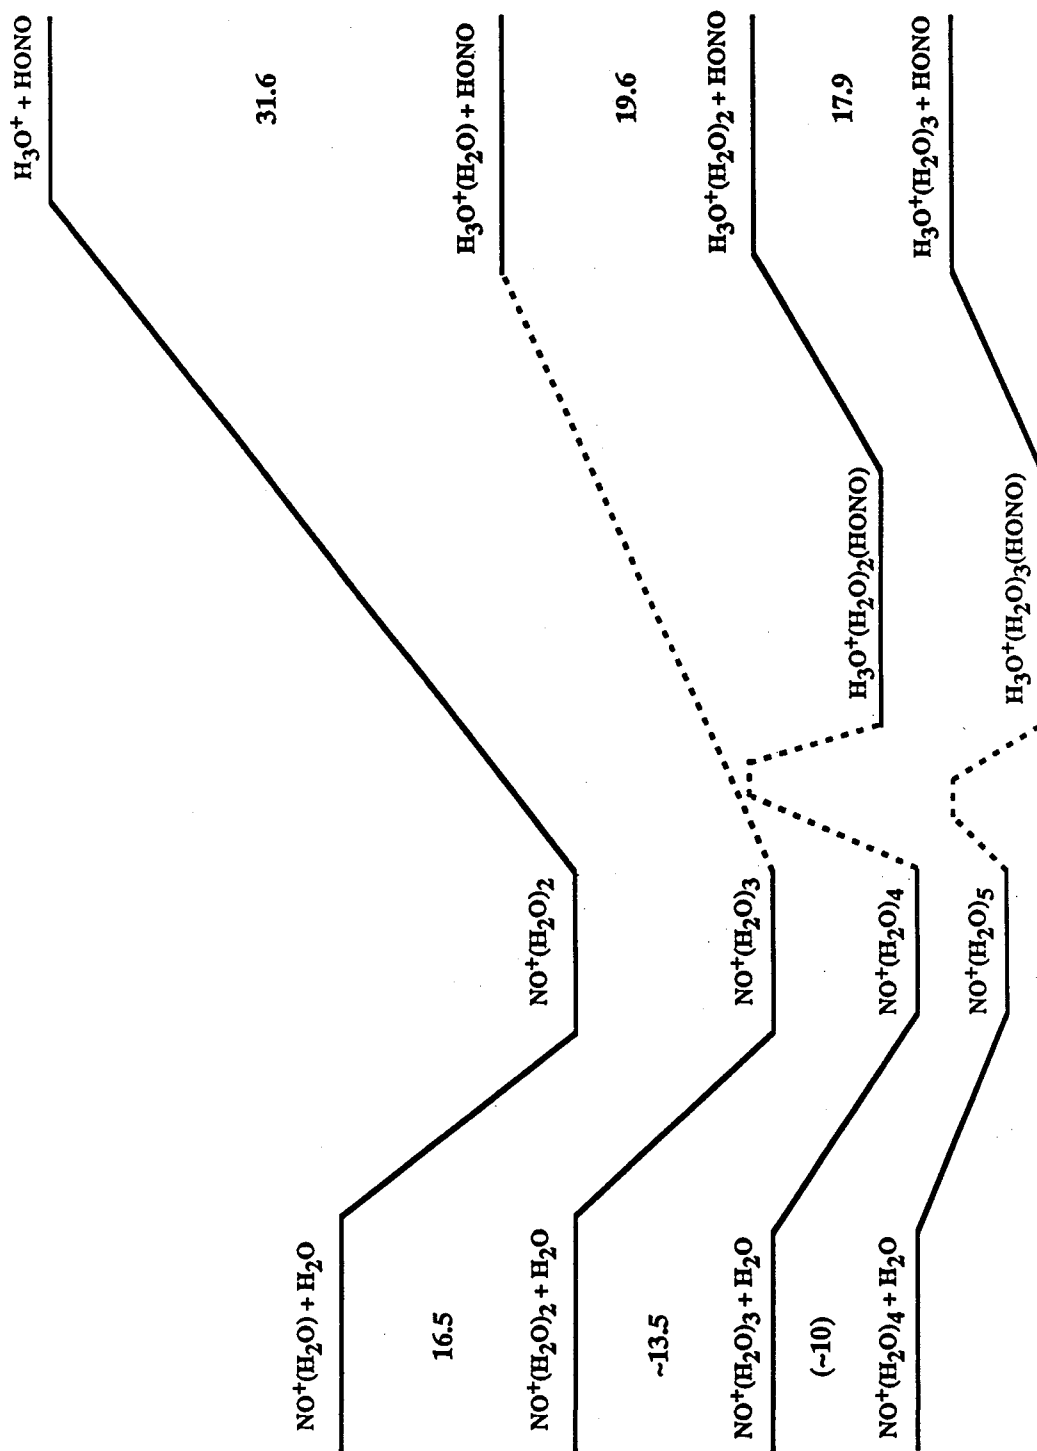 H₃O⁺ + HONO
31.6
H₃O⁺(H₂O) + HONO
19.6
H₃O⁺(H₂O)₂ + HONO
17.9
H₃O⁺(H₂O)₃ + HONO
H₃O⁺(H₂O)₂(HONO)
H₃O⁺(H₂O)₃(HONO)
NO⁺(H₂O)₂
NO⁺(H₂O)₃
NO⁺(H₂O)₄
NO⁺(H₂O)₅
NO⁺(H₂O) + H₂O
16.5
NO⁺(H₂O)₂ + H₂O
~13.5
NO⁺(H₂O)₃ + H₂O
(~10)
NO⁺(H₂O)₄ + H₂O